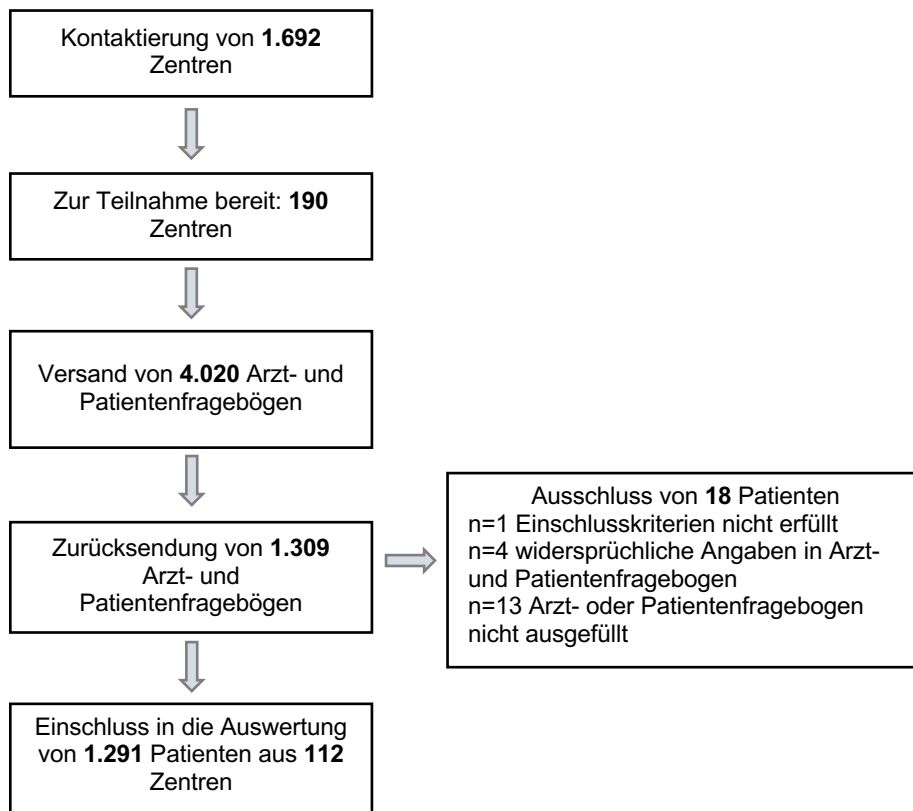 Kontaktierung von 1.692
Zentren
Zur Teilnahme bereit: 190
Zentren
Versand von 4.020 Arzt- und
Patientenfragebögen
Zurücksendung von 1.309
Arzt- und
Patientenfragebögen
Ausschluss von 18 Patienten
n=1 Einschlusskriterien nicht erfüllt
n=4 widersprüchliche Angaben in Arzt-
und Patientenfragebogen
n=13 Arzt- oder Patientenfragebogen
nicht ausgefüllt
Einschluss in die Auswertung
von 1.291 Patienten aus 112
Zentren